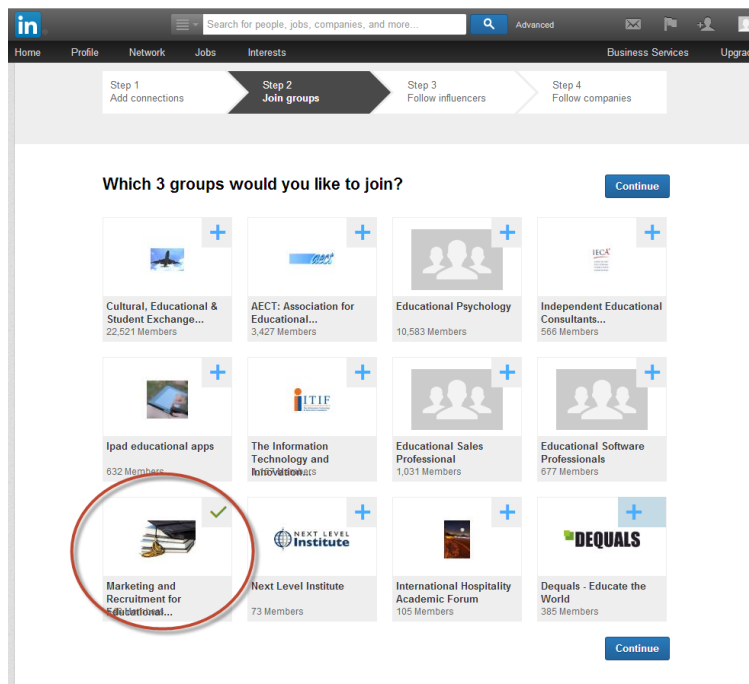 in
Search for people, jobs, companies, and more...
Advanced
Home Profile Network Jobs Interests Business Services
Step 1
Add connections
Step 2
Join groups
Step 3
Follow influencers
Step 4
Follow companies
Which 3 groups would you like to join?
Continue
Cultural, Educational &
Student Exchange...
22,521 Members
AECT: Association for
Educational...
3,427 Members
Educational Psychology
10,583 Members
IECA
Independent Educational
Consultants...
566 Members
Ipad educational apps
632 Members
ITIF
The Information
Technology and
Innovation...
Educational Sales
Professional
1,031 Members
Educational Software
Professionals
677 Members
Marketing and
Recruitment for
Educational...
NEXT LEVEL
Institute
Next Level Institute
73 Members
International Hospitality
Academic Forum
105 Members
DEQUALS
Dequals - Educate the
World
385 Members
Continue